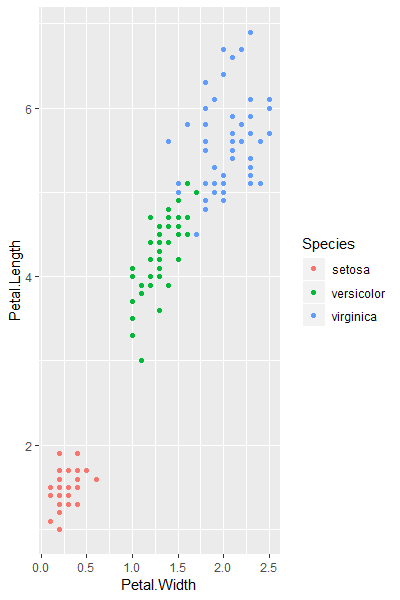 6
4
2
Petal.Length
0.0 0.5 1.0 1.5 2.0 2.5
Petal.Width
Species
setosa
versicolor
virginica